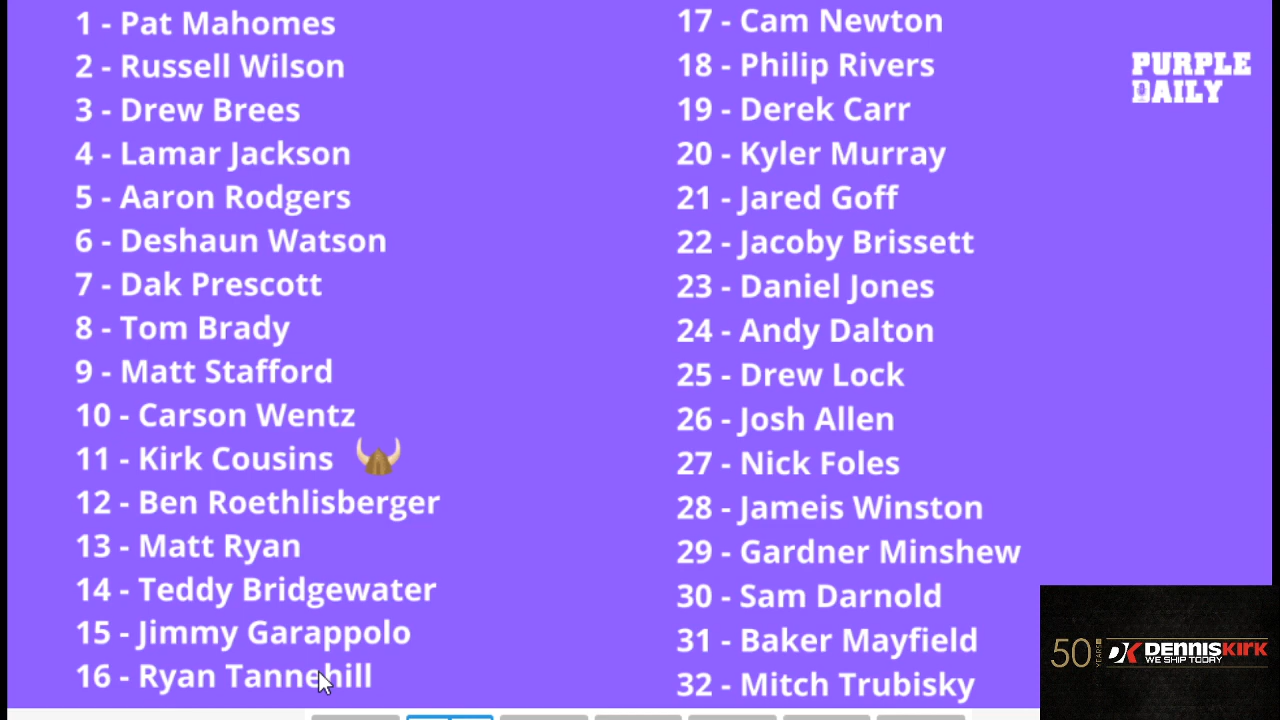 1 - Pat Mahomes
2 - Russell Wilson
3 - Drew Brees
4 - Lamar Jackson
5 - Aaron Rodgers
6 - Deshaun Watson
7 - Dak Prescott
8 - Tom Brady
9 - Matt Stafford
10 - Carson Wentz
11 - Kirk Cousins
12 - Ben Roethlisberger
13 - Matt Ryan
14 - Teddy Bridgewater
15 - Jimmy Garappolo
16 - Ryan Tannehill
17 - Cam Newton
18 - Philip Rivers
19 - Derek Carr
20 - Kyler Murray
21 - Jared Goff
22 - Jacoby Brissett
23 - Daniel Jones
24 - Andy Dalton
25 - Drew Lock
26 - Josh Allen
27 - Nick Foles
28 - Jameis Winston
29 - Gardner Minshew
30 - Sam Darnold
31 - Baker Mayfield
32 - Mitch Trubisky
PURPLE
DAILY
50 YEARS
DK DENNIS KIRK
WE SHIP TODAY